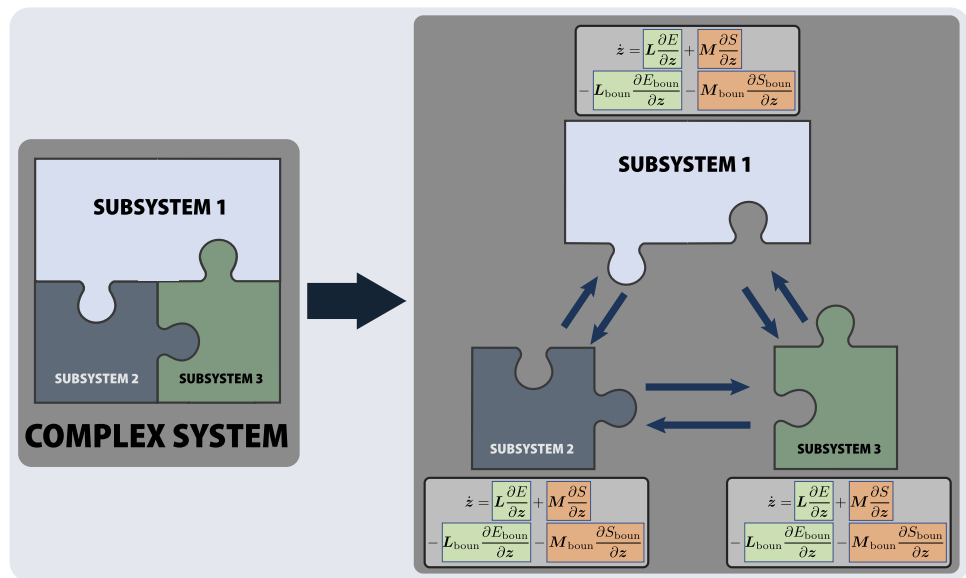 SUBSYSTEM 1
SUBSYSTEM 2
SUBSYSTEM 3
COMPLEX SYSTEM
ż = L ∂E/∂z + M ∂S/∂z
− L_boun ∂E_boun/∂z − M_boun ∂S_boun/∂z
SUBSYSTEM 1
SUBSYSTEM 2
SUBSYSTEM 3
ż = L ∂E/∂z + M ∂S/∂z
− L_boun ∂E_boun/∂z − M_boun ∂S_boun/∂z
ż = L ∂E/∂z + M ∂S/∂z
− L_boun ∂E_boun/∂z − M_boun ∂S_boun/∂z